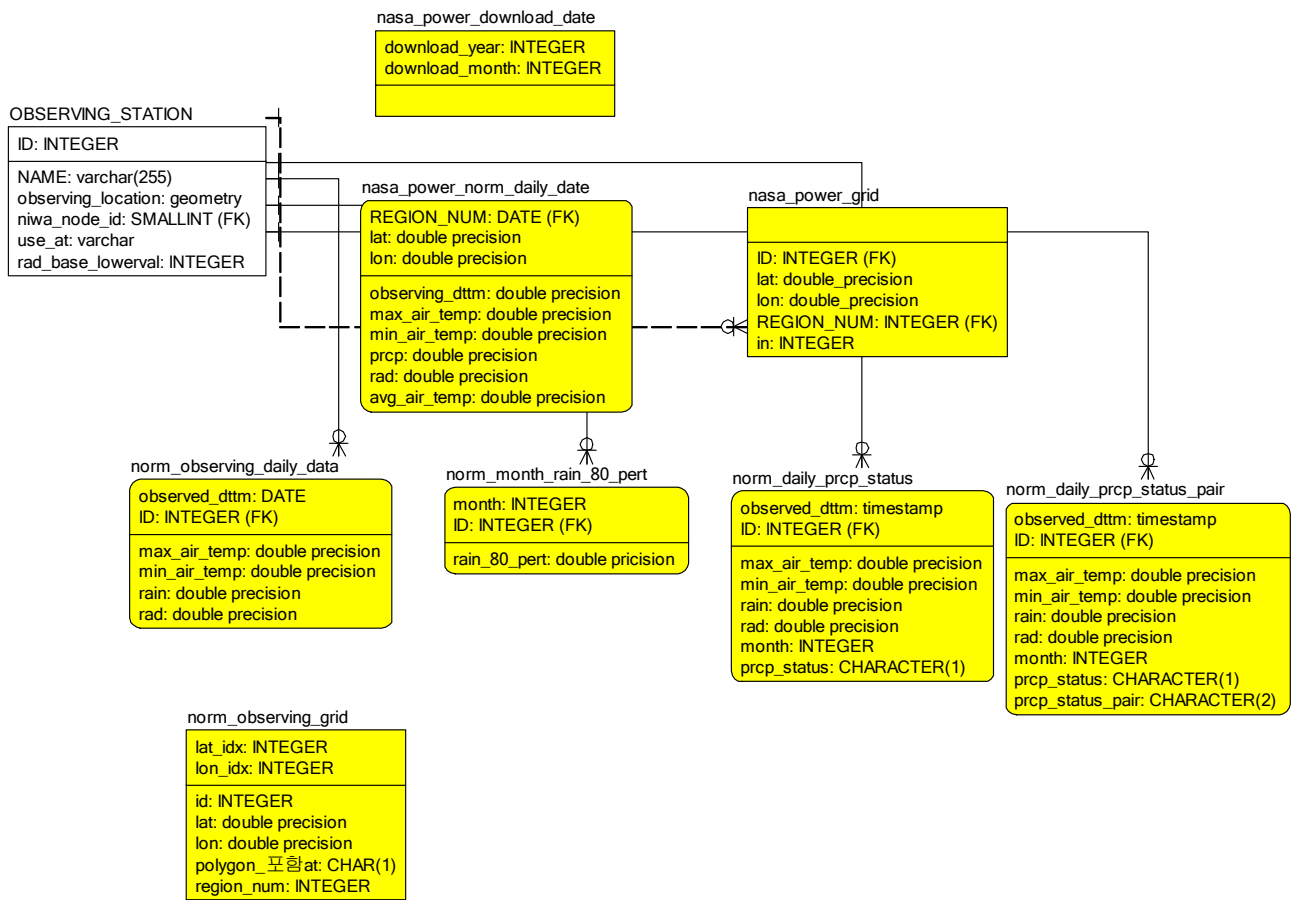 nasa_power_download_date
download_year: INTEGER
download_month: INTEGER
OBSERVING_STATION
ID: INTEGER
NAME: varchar(255)
observing_location: geometry
niwa_node_id: SMALLINT (FK)
use_at: varchar
rad_base_lowerval: INTEGER
nasa_power_norm_daily_date
REGION_NUM: DATE (FK)
lat: double precision
lon: double precision
observing_dttm: double precision
max_air_temp: double precision
min_air_temp: double precision
prcp: double precision
rad: double precision
avg_air_temp: double precision
nasa_power_grid
ID: INTEGER (FK)
lat: double_precision
lon: double_precision
REGION_NUM: INTEGER (FK)
in: INTEGER
norm_observing_daily_data
observed_dttm: DATE
ID: INTEGER (FK)
max_air_temp: double precision
min_air_temp: double precision
rain: double precision
rad: double precision
norm_month_rain_80_pert
month: INTEGER
ID: INTEGER (FK)
rain_80_pert: double pricision
norm_daily_prcp_status
observed_dttm: timestamp
ID: INTEGER (FK)
max_air_temp: double precision
min_air_temp: double precision
rain: double precision
rad: double precision
month: INTEGER
prcp_status: CHARACTER(1)
norm_daily_prcp_status_pair
observed_dttm: timestamp
ID: INTEGER (FK)
max_air_temp: double precision
min_air_temp: double precision
rain: double precision
rad: double precision
month: INTEGER
prcp_status: CHARACTER(1)
prcp_status_pair: CHARACTER(2)
norm_observing_grid
lat_idx: INTEGER
lon_idx: INTEGER
id: INTEGER
lat: double precision
lon: double precision
polygon_포함at: CHAR(1)
region_num: INTEGER